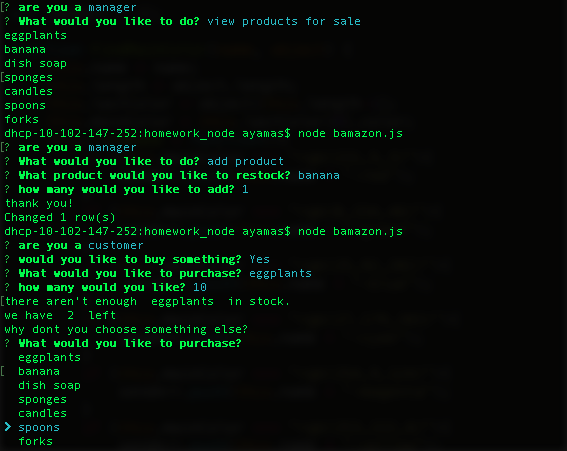 [? are you a manager
? What would you like to do? view products for sale
eggplants
banana
dish soap
[sponges
candles
spoons
forks
dhcp-10-102-147-252:homework_node ayamas$ node bamazon.js
[? are you a manager
? What would you like to do? add product
? What product would you like to restock? banana
? how many would you like to add? 1
thank you!
Changed 1 row(s)
dhcp-10-102-147-252:homework_node ayamas$ node bamazon.js
? are you a customer
? would you like to buy something? Yes
? What would you like to purchase? eggplants
? how many would you like? 10
[there aren't enough  eggplants  in stock.
we have  2  left
why dont you choose something else?
? What would you like to purchase?
  eggplants
[ banana
  dish soap
  sponges
  candles
❯ spoons
  forks